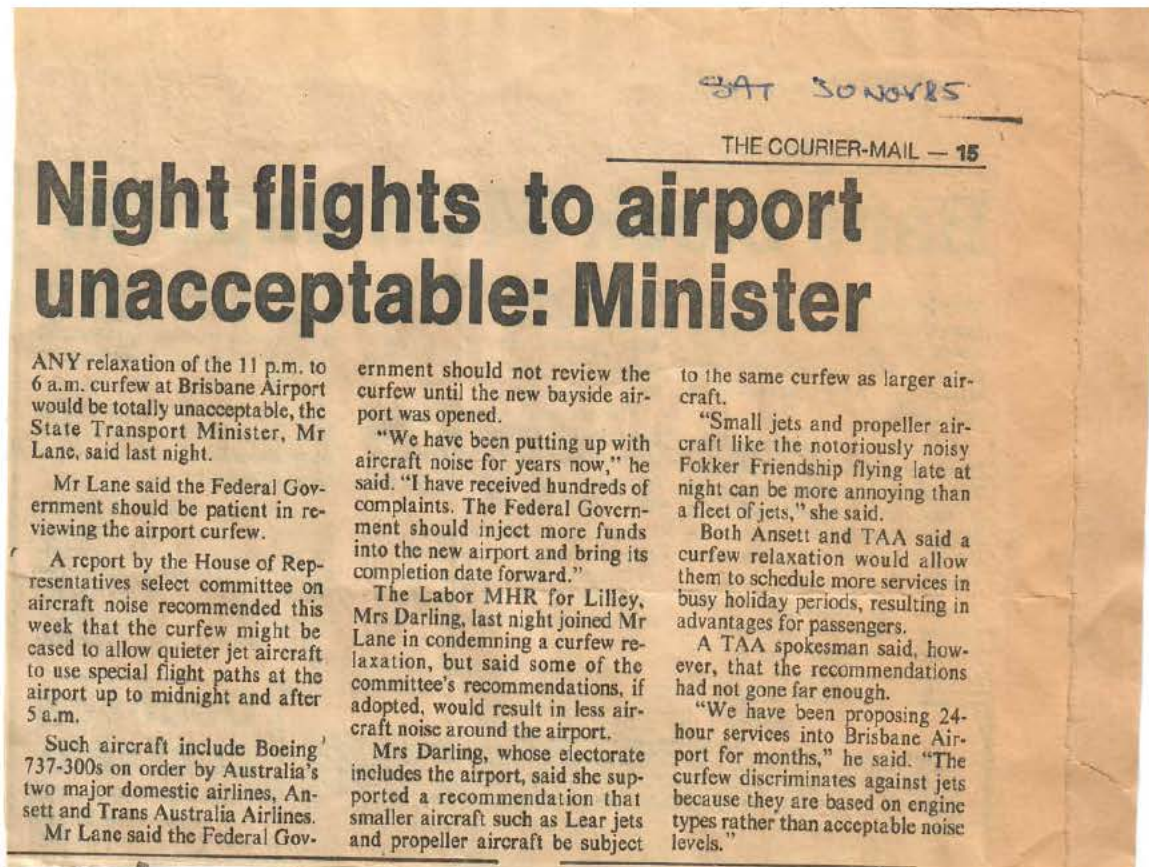 SAT 30 NOV 85
THE COURIER-MAIL — 15
Night flights to airport
unacceptable: Minister
ANY relaxation of the 11 p.m. to
6 a.m. curfew at Brisbane Airport
would be totally unacceptable, the
State Transport Minister, Mr
Lane, said last night.
Mr Lane said the Federal Gov-
ernment should be patient in re-
viewing the airport curfew.
A report by the House of Rep-
resentatives select committee on
aircraft noise recommended this
week that the curfew might be
eased to allow quieter jet aircraft
to use special flight paths at the
airport up to midnight and after
5 a.m.
Such aircraft include Boeing
737-300s on order by Australia's
two major domestic airlines, An-
sett and Trans Australia Airlines.
Mr Lane said the Federal Gov-
ernment should not review the
curfew until the new bayside air-
port was opened.
"We have been putting up with
aircraft noise for years now," he
said. "I have received hundreds of
complaints. The Federal Govern-
ment should inject more funds
into the new airport and bring its
completion date forward."
The Labor MHR for Lilley,
Mrs Darling, last night joined Mr
Lane in condemning a curfew re-
laxation, but said some of the
committee's recommendations, if
adopted, would result in less air-
craft noise around the airport.
Mrs Darling, whose electorate
includes the airport, said she sup-
ported a recommendation that
smaller aircraft such as Lear jets
and propeller aircraft be subject
to the same curfew as larger air-
craft.
"Small jets and propeller air-
craft like the notoriously noisy
Fokker Friendship flying late at
night can be more annoying than
a fleet of jets," she said.
Both Ansett and TAA said a
curfew relaxation would allow
them to schedule more services in
busy holiday periods, resulting in
advantages for passengers.
A TAA spokesman said, how-
ever, that the recommendations
had not gone far enough.
"We have been proposing 24-
hour services into Brisbane Air-
port for months," he said. "The
curfew discriminates against jets
because they are based on engine
types rather than acceptable noise
levels."